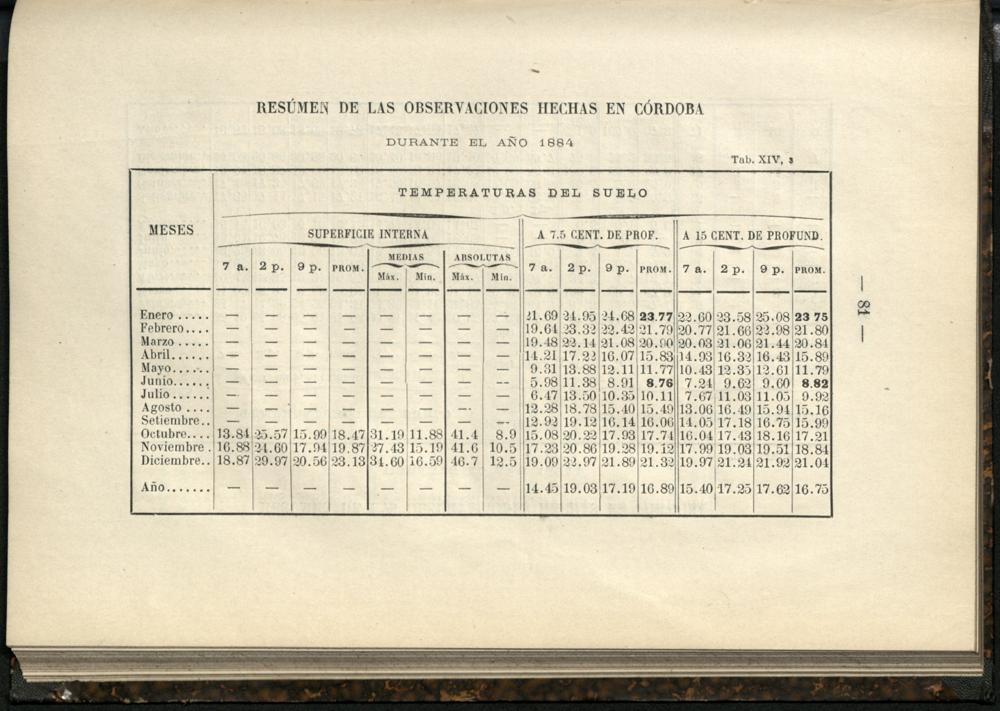 RESÚMEN DE LAS OBSERVACIONES HECHAS EN CÓRDOBA
DURANTE EL AÑO 1884
Tab. XIV, 3
MESES
TEMPERATURAS DEL SUELO
SUPERFICIE INTERNA A 7.5 CENT. DE PROF. A 15 CENT. DE PROFUND.
MEDIAS ABSOLUTAS
7 a. 2 p. 9 p. PROM. Máx. Mín. Máx. Mín. 7 a. 2 p. 9 p. PROM. 7 a. 2 p. 9 p. PROM.
Enero ..... — — — — — — — — 21.69 24.95 24.68 23.77 22.60 23.58 25.08 23 75
Febrero.... — — — — — — — — 19.64 23.32 22.42 21.79 20.77 21.66 22.98 21.80
Marzo ..... — — — — — — — — 19.48 22.14 21.08 20.90 20.03 21.06 21.44 20.84
Abril...... — — — — — — — — 14.21 17.22 16.07 15.83 14.93 16.32 16.43 15.89
Mayo....... — — — — — — — — 9.31 13.88 12.11 11.77 10.43 12.35 12.61 11.79
Junio...... — — — — — — — -- 5.98 11.38 8.91 8.76 7.24 9.62 9.60 8.82
Julio ...... — — — — — — — — 6.47 13.50 10.35 10.11 7.67 11.03 11.05 9.92
Agosto .... — — — — — — — — 12.28 18.78 15.40 15.49 13.06 16.49 15.94 15.16
Setiembre.. — — — — — — — — 12.92 19.12 16.14 16.06 14.05 17.18 16.75 15.99
Octubre.... 13.84 25.57 15.99 18.47 31.19 11.88 41.4 8.9 15.08 20.22 17.93 17.74 16.04 17.43 18.16 17.21
Noviembre . 16.88 24.60 17.94 19.87 27.43 15.19 41.6 10.5 17.23 20.86 19.28 19.12 17.99 19.03 19.51 18.84
Diciembre.. 18.87 29.97 20.56 23.13 34.60 16.59 46.7 12.5 19.09 22.97 21.89 21.32 19.97 21.24 21.92 21.04
Año....... — — — — — — — — 14.45 19.03 17.19 16.89 15.40 17.25 17.62 16.75
— 84 —